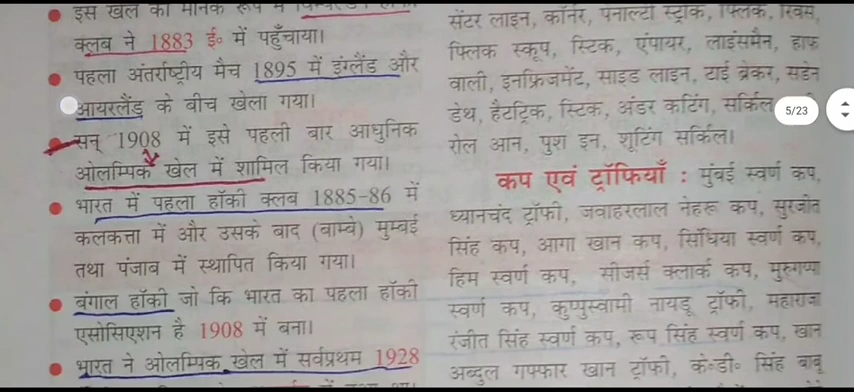 इस खेल को मानक रूप में
क्लब ने 1883 ई॰ में पहुँचाया।
पहला अंतर्राष्ट्रीय मैच 1895 में इंग्लैंड और
आयरलैंड के बीच खेला गया।
सन् 1908 में इसे पहली बार आधुनिक
ओलम्पिक खेल में शामिल किया गया।
भारत में पहला हॉकी क्लब 1885-86 में
कलकत्ता में और उसके बाद (बाम्बे) मुम्बई
तथा पंजाब में स्थापित किया गया।
बंगाल हॉकी जो कि भारत का पहला हॉकी
एसोसिएशन है 1908 में बना।
भारत ने ओलम्पिक खेल में सर्वप्रथम 1928
सेंटर लाइन, कॉर्नर, पेनाल्टी स्ट्रोक, फ्लिक, रिवर्स,
फ्लिक स्कूप, स्टिक, एंपायर, लाइंसमैन, हाफ
वाली, इनफ्रिंजमेंट, साइड लाइन, टाई ब्रेकर, सडेन
डेथ, हैटट्रिक, स्टिक, अंडर कटिंग, सर्किल
रोल आन, पुश इन, शूटिंग सर्किल।
कप एवं ट्रॉफियाँ : मुंबई स्वर्ण कप,
ध्यानचंद ट्रॉफी, जवाहरलाल नेहरू कप, सुरजीत
सिंह कप, आगा खान कप, सिंधिया स्वर्ण कप,
हिम स्वर्ण कप, सीजर्स क्लार्क कप, मुरुगप्पा
स्वर्ण कप, कुप्पुस्वामी नायडू ट्रॉफी, महाराजा
रंजीत सिंह स्वर्ण कप, रूप सिंह स्वर्ण कप, खान
अब्दुल गफ्फार खान ट्रॉफी, के॰डी॰ सिंह बाबू
5/23